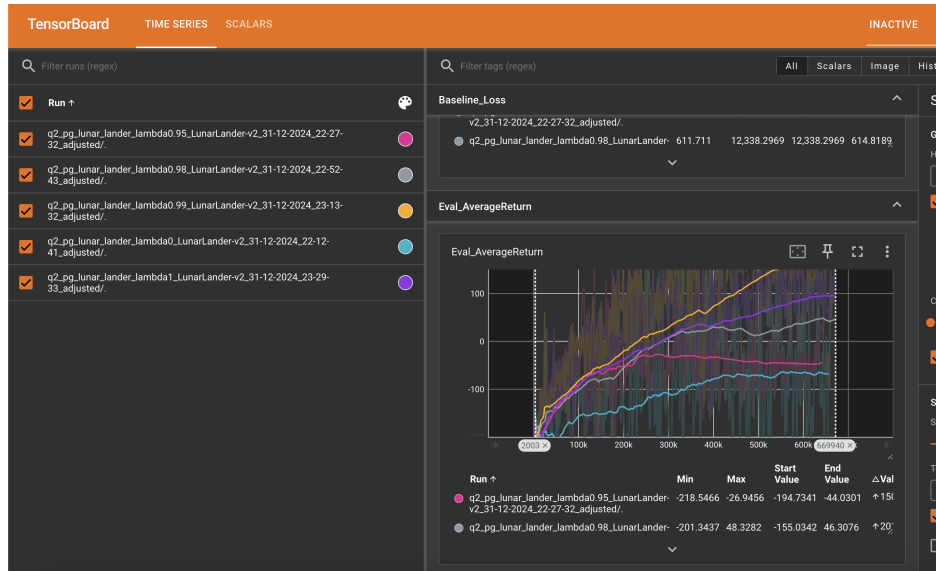 TensorBoard TIME SERIES SCALARS INACTIVE
Filter runs (regex)
Run ↑
q2_pg_lunar_lander_lambda0.95_LunarLander-v2_31-12-2024_22-27-
32_adjusted/.
q2_pg_lunar_lander_lambda0.98_LunarLander-v2_31-12-2024_22-52-
43_adjusted/.
q2_pg_lunar_lander_lambda0.99_LunarLander-v2_31-12-2024_23-13-
32_adjusted/.
q2_pg_lunar_lander_lambda0_LunarLander-v2_31-12-2024_22-12-
41_adjusted/.
q2_pg_lunar_lander_lambda1_LunarLander-v2_31-12-2024_23-29-
33_adjusted/.
Filter tags (regex)
All Scalars Image Hist
Baseline_Loss
v2_31-12-2024_22-27-32_adjusted/.
q2_pg_lunar_lander_lambda0.98_LunarLander- 611.711 12,338.2969 12,338.2969 614.8189
Eval_AverageReturn
Eval_AverageReturn
100
0
-100
2003 × 100k 200k 300k 400k 500k 600k 669940 ×
Run ↑ Min Max Start Value End Value △Val
q2_pg_lunar_lander_lambda0.95_LunarLander- -218.5466 -26.9456 -194.7341 -44.0301 ↑150
v2_31-12-2024_22-27-32_adjusted/.
q2_pg_lunar_lander_lambda0.98_LunarLander- -201.3437 48.3282 -155.0342 46.3076 ↑20